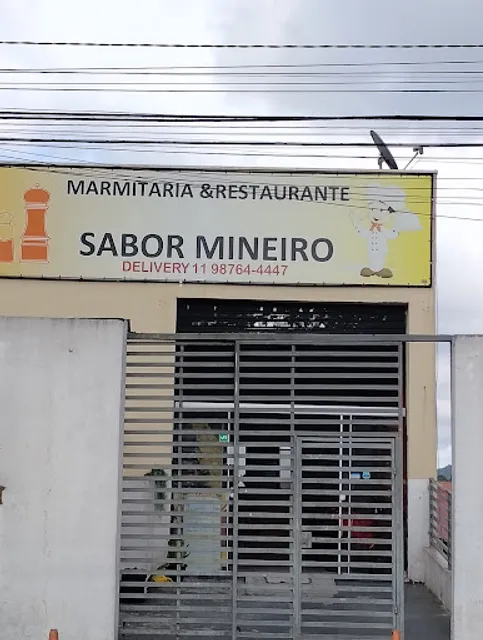 MARMITARIA &RESTAURANTE
SABOR MINEIRO
DELIVERY 11 98764-4447